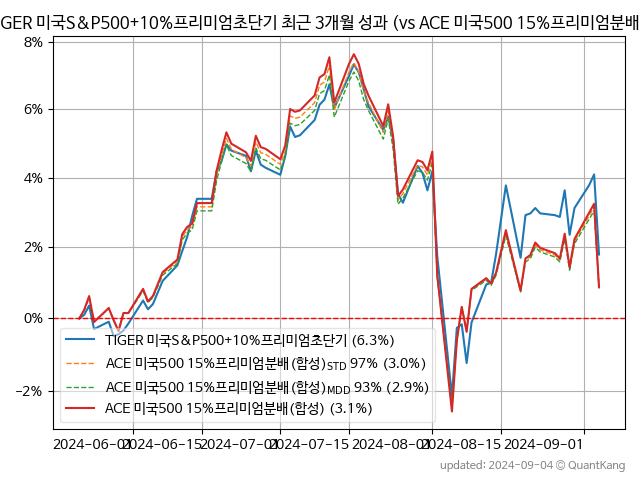 GER 미국S&P500+10%프리미엄초단기 최근 3개월 성과 (vs ACE 미국500 15%프리미엄분배
8%
6%
4%
2%
0%
−2%
TIGER 미국S&P500+10%프리미엄초단기 (6.3%)
ACE 미국500 15%프리미엄분배(합성)STD 97% (3.0%)
ACE 미국500 15%프리미엄분배(합성)MDD 93% (2.9%)
ACE 미국500 15%프리미엄분배(합성) (3.1%)
2024-06-01 2024-06-15 2024-07-01 2024-07-15 2024-08-01 2024-08-15 2024-09-01
updated: 2024-09-04 © QuantKang